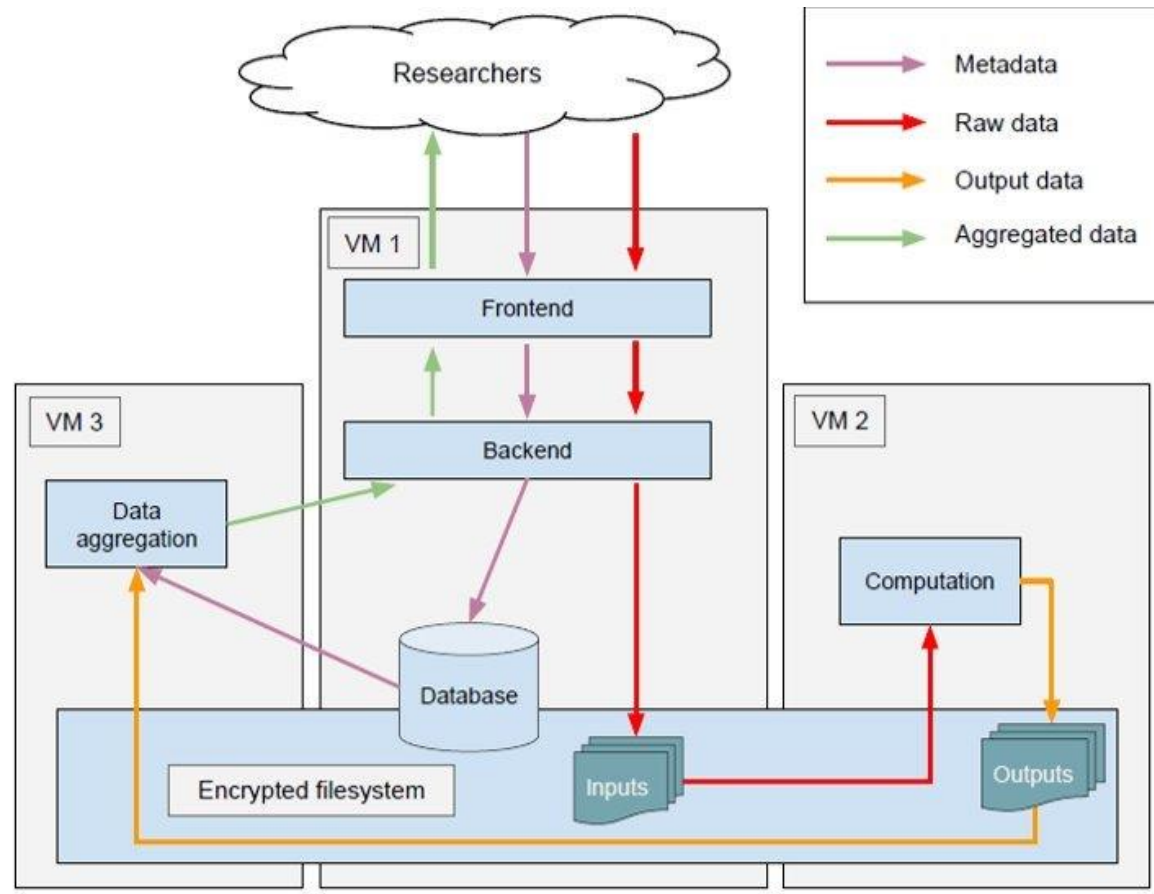 Researchers
Metadata
Raw data
Output data
Aggregated data
VM 1
Frontend
VM 3
VM 2
Backend
Data
aggregation
Computation
Database
Encrypted filesystem
Inputs
Outputs